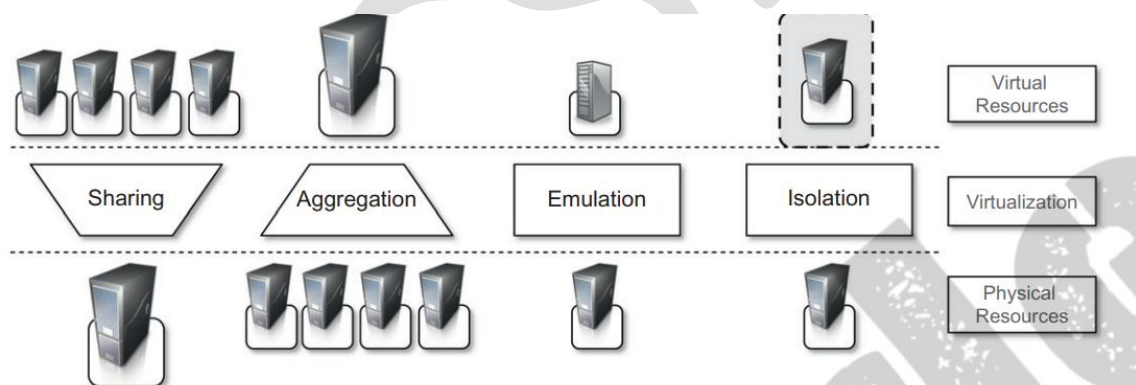 Virtual
Resources
Sharing
Aggregation
Emulation
Isolation
Virtualization
Physical
Resources